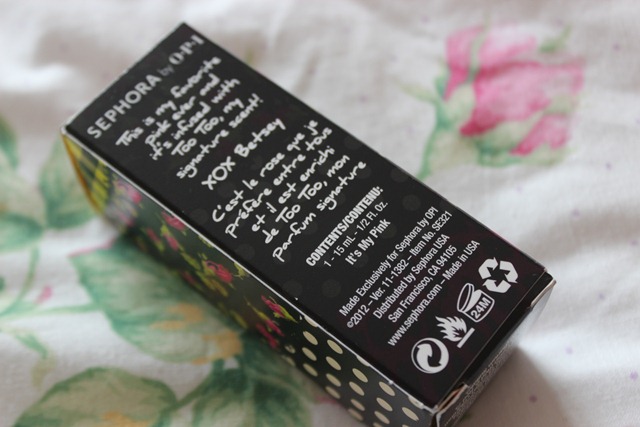 SEPHORA by O·P·I
This is my favorite
pink ever and
it's infused with
Too Too, my
signature scent!
XOX Betsey
C'est le rose que je
préfère entre tous
et il est enrichi
de Too Too, mon
parfum signature
CONTENTS/CONTENU:
1 - 15 mL - 1/2 Fl. Oz.
It's My Pink
Made Exclusively for Sephora by OPI
©2012 - Ver. 11-1382 - Item No. SE321
Distributed by Sephora USA
San Francisco, CA 94105
www.sephora.com - Made in USA
24M